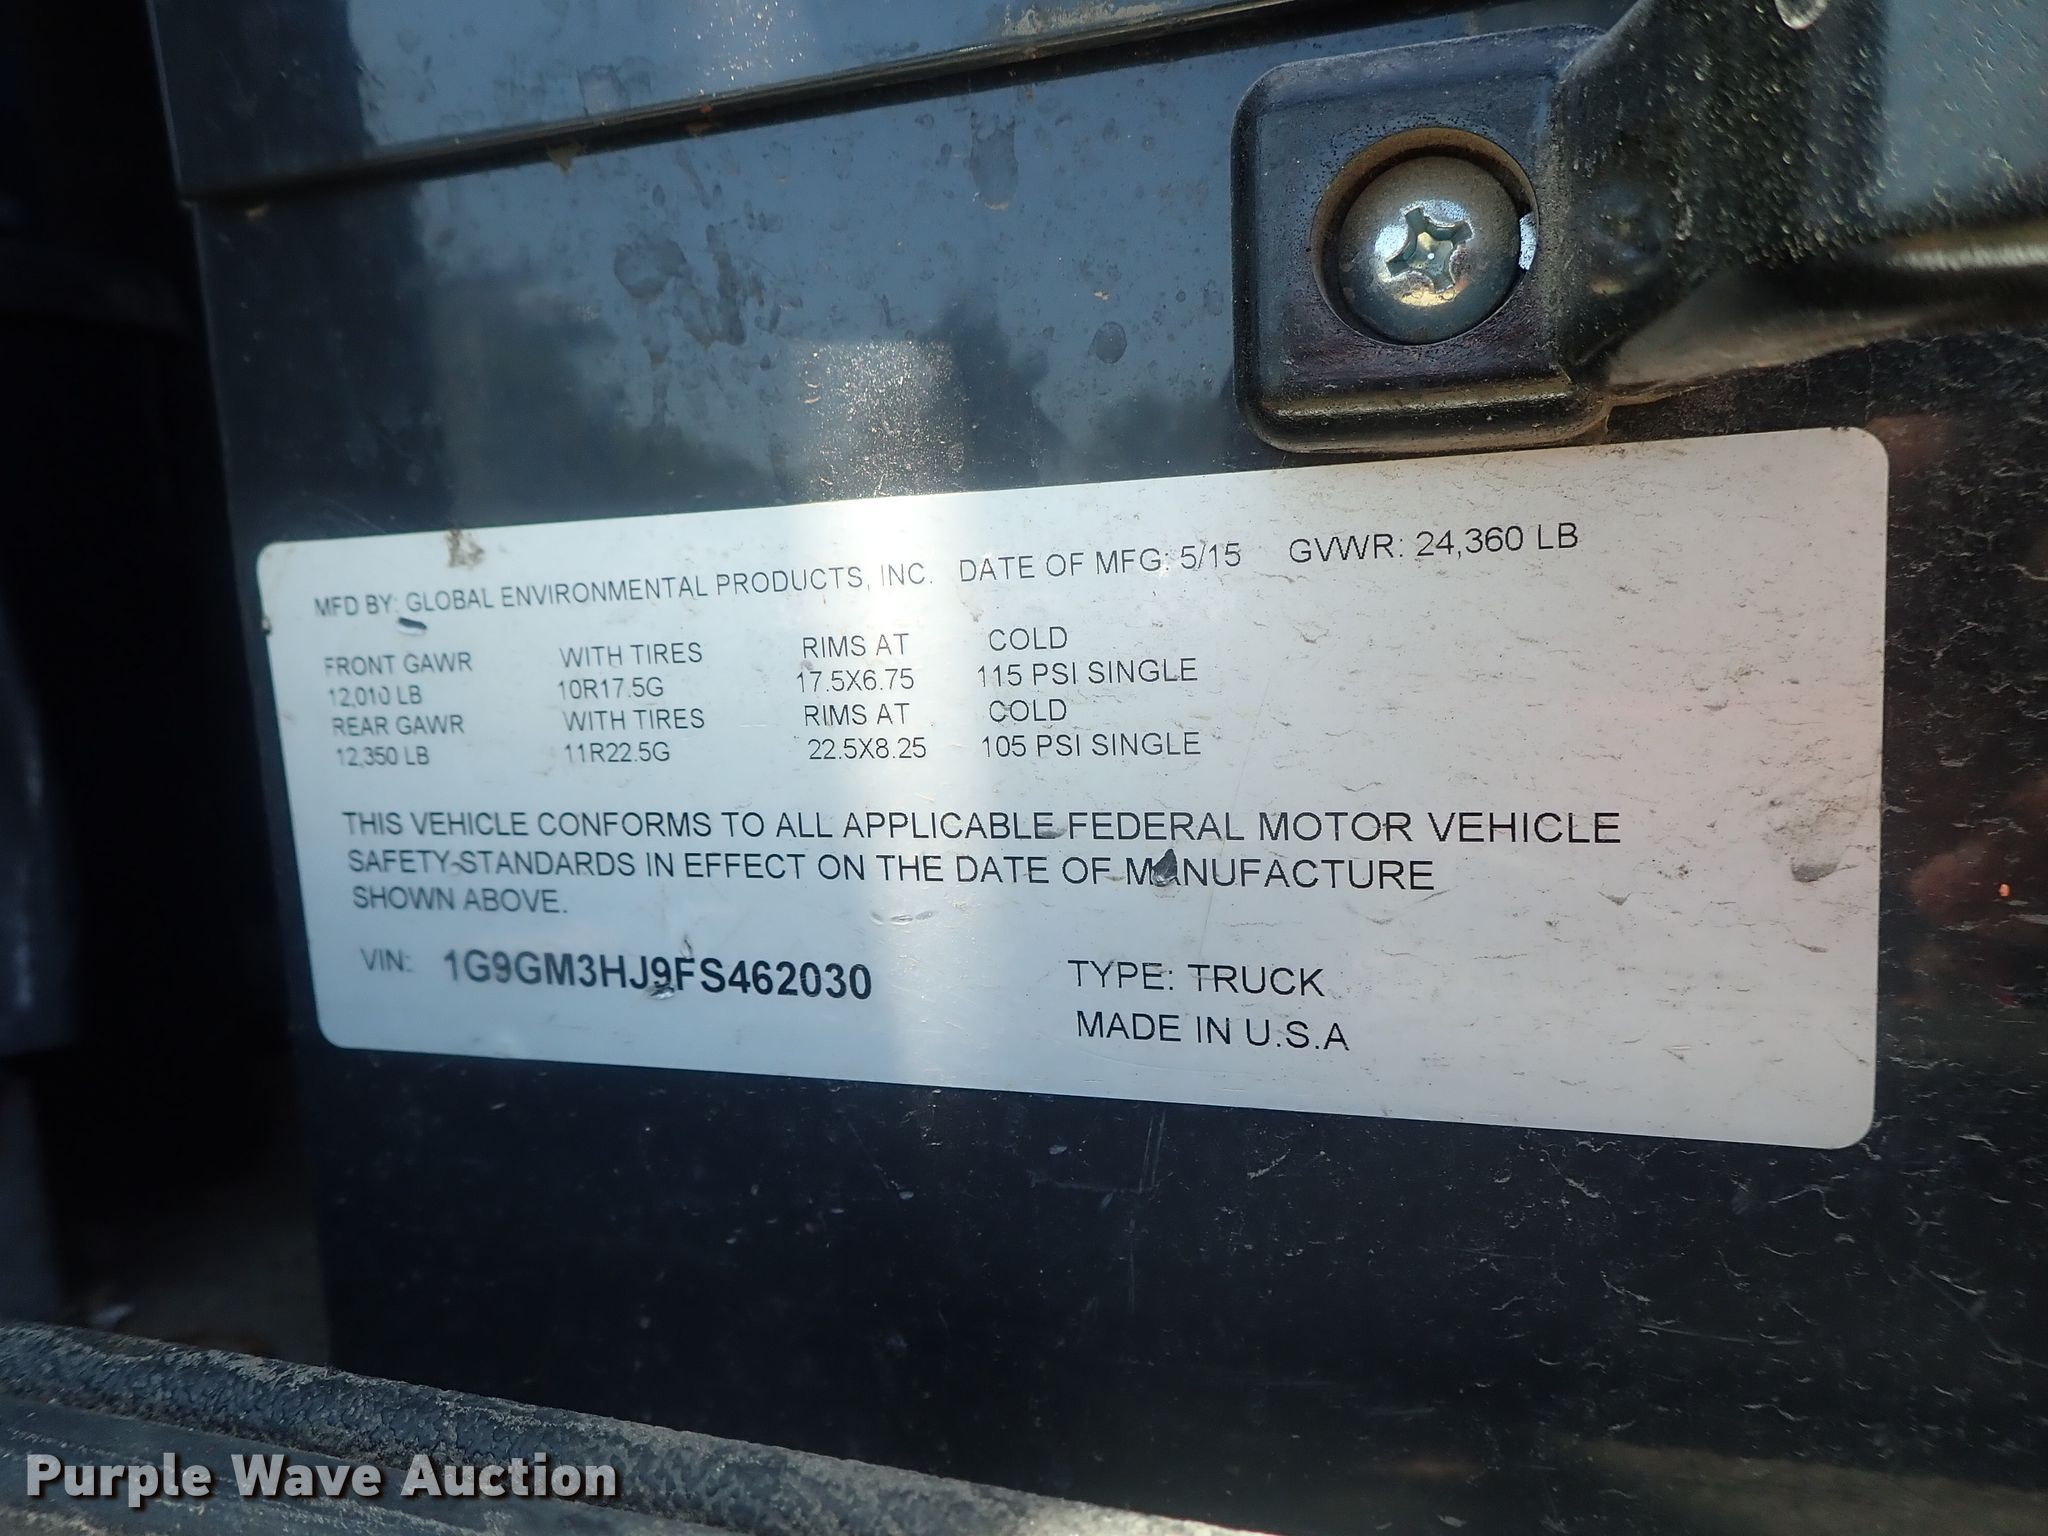 MFD BY: GLOBAL ENVIRONMENTAL PRODUCTS, INC. DATE OF MFG: 5/15 GVWR: 24,360 LB
FRONT GAWR WITH TIRES RIMS AT COLD
12,010 LB 10R17.5G 17.5X6.75 115 PSI SINGLE
REAR GAWR WITH TIRES RIMS AT COLD
12,350 LB 11R22.5G 22.5X8.25 105 PSI SINGLE
THIS VEHICLE CONFORMS TO ALL APPLICABLE FEDERAL MOTOR VEHICLE
SAFETY STANDARDS IN EFFECT ON THE DATE OF MANUFACTURE
SHOWN ABOVE.
VIN: 1G9GM3HJ9FS462030 TYPE: TRUCK
MADE IN U.S.A
Purple Wave Auction